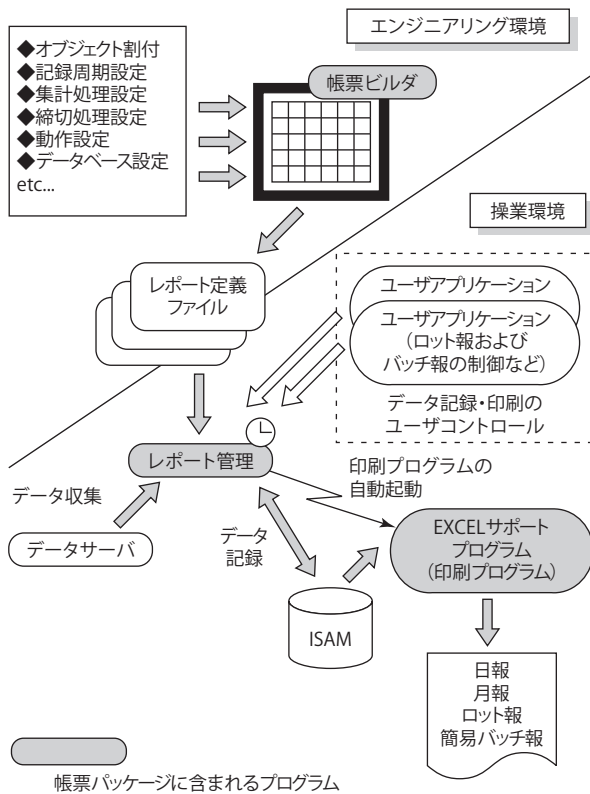 エンジニアリング環境
◆オブジェクト割付
◆記録周期設定
◆集計処理設定
◆締切処理設定
◆動作設定
◆データベース設定
etc...
帳票ビルダ
操業環境
レポート定義
ファイル
ユーザアプリケーション
ユーザアプリケーション
(ロット報および
バッチ報の制御など)
データ記録・印刷の
ユーザコントロール
レポート管理
印刷プログラムの
自動起動
データ収集
データサーバ
データ
記録
EXCELサポート
プログラム
(印刷プログラム)
ISAM
日報
月報
ロット報
簡易バッチ報
帳票パッケージに含まれるプログラム